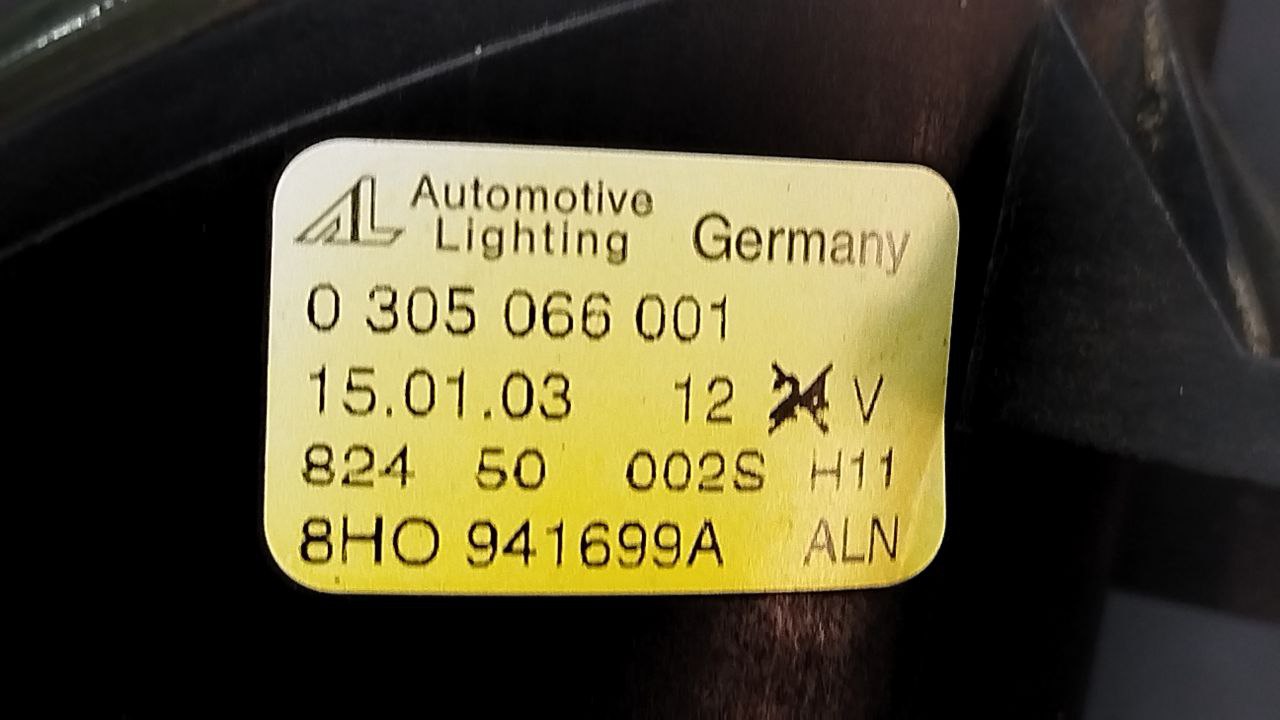 AL Automotive
Lighting Germany
0 305 066 001
15.01.03 12 24 V
824 50 002S H11
8HO 941699A ALN